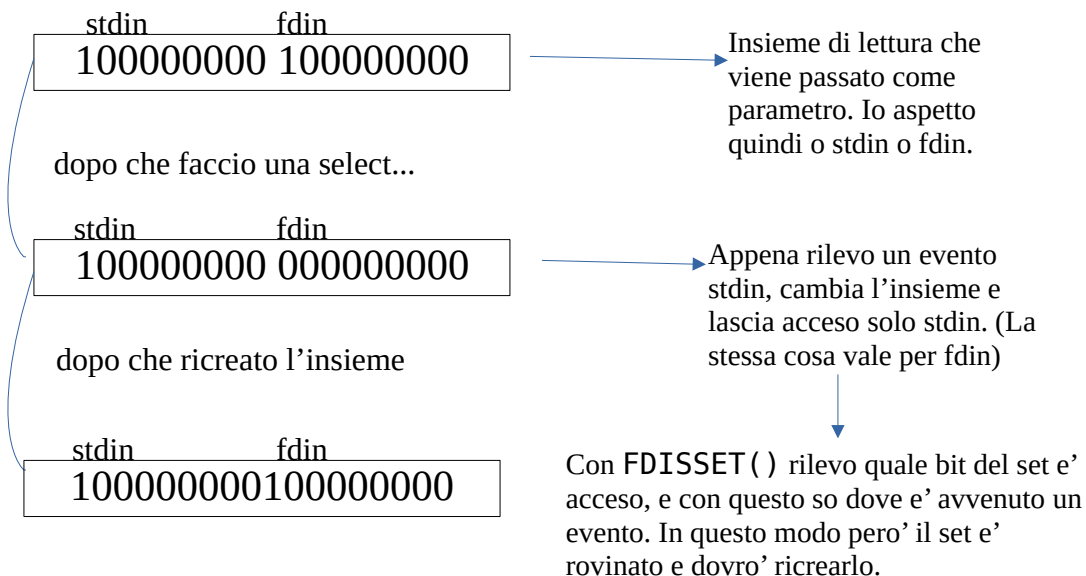 stdin fdin
100000000 100000000
Insieme di lettura che
viene passato come
parametro. Io aspetto
quindi o stdin o fdin.
dopo che faccio una select...
stdin fdin
100000000 000000000
Appena rilevo un evento
stdin, cambia l’insieme e
lascia acceso solo stdin. (La
stessa cosa vale per fdin)
dopo che ricreato l’insieme
stdin fdin
100000000100000000
Con FDISSET() rilevo quale bit del set e’
acceso, e con questo so dove e’ avvenuto un
evento. In questo modo pero’ il set e’
rovinato e dovro’ ricrearlo.